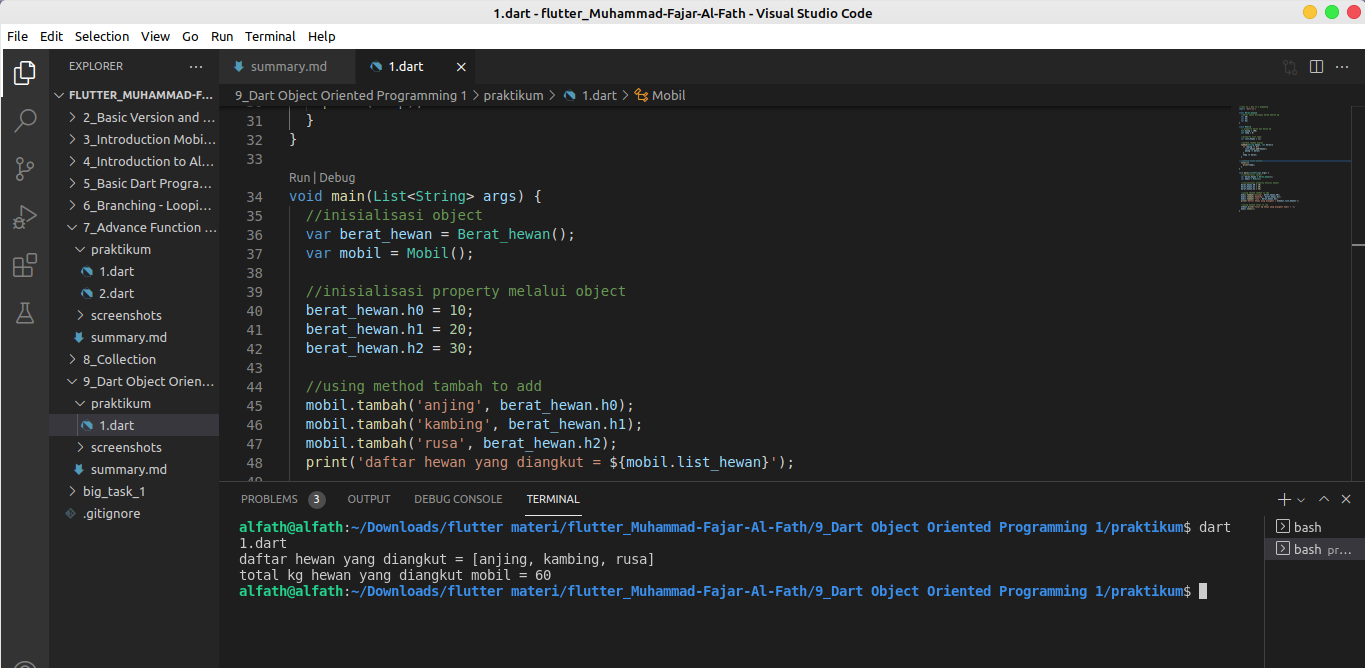 1.dart - flutter_Muhammad-Fajar-Al-Fath - Visual Studio Code
File Edit Selection View Go Run Terminal Help
EXPLORER ...
FLUTTER_MUHAMMAD-F...
2_Basic Version and ...
3_Introduction Mobi...
4_Introduction to Al...
5_Basic Dart Progra...
6_Branching - Loopi...
7_Advance Function ...
praktikum
1.dart
2.dart
screenshots
summary.md
8_Collection
9_Dart Object Orien...
praktikum
1.dart
screenshots
summary.md
big_task_1
.gitignore
summary.md 1.dart
9_Dart Object Oriented Programming 1 > praktikum > 1.dart > Mobil
31 }
32 }
33
Run | Debug
34 void main(List<String> args) {
35 //inisialisasi object
36 var berat_hewan = Berat_hewan();
37 var mobil = Mobil();
38
39 //inisialisasi property melalui object
40 berat_hewan.h0 = 10;
41 berat_hewan.h1 = 20;
42 berat_hewan.h2 = 30;
43
44 //using method tambah to add
45 mobil.tambah('anjing', berat_hewan.h0);
46 mobil.tambah('kambing', berat_hewan.h1);
47 mobil.tambah('rusa', berat_hewan.h2);
48 print('daftar hewan yang diangkut = ${mobil.list_hewan}');
PROBLEMS 3 OUTPUT DEBUG CONSOLE TERMINAL
alfath@alfath:~/Downloads/flutter materi/flutter_Muhammad-Fajar-Al-Fath/9_Dart Object Oriented Programming 1/praktikum$ dart
1.dart
daftar hewan yang diangkut = [anjing, kambing, rusa]
total kg hewan yang diangkut mobil = 60
alfath@alfath:~/Downloads/flutter materi/flutter_Muhammad-Fajar-Al-Fath/9_Dart Object Oriented Programming 1/praktikum$
bash
bash pr...